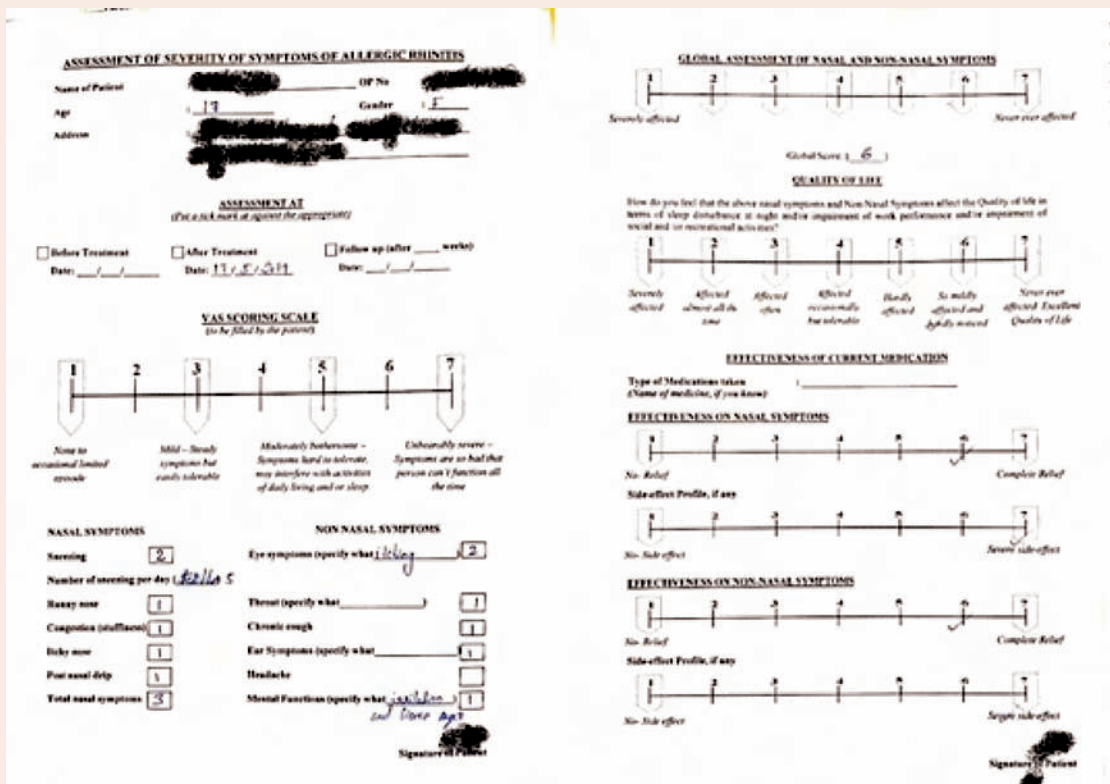 ASSESSMENT OF SEVERITY OF SYMPTOMS OF ALLERGIC RHINITIS
Name of Patient OP No
Age : 17 Gender : F
Address
ASSESSMENT AT
(Put a tick mark at against the appropriate)
Before Treatment After Treatment Follow up (after ___ weeks)
Date: __/__/__ Date: 17/5/2019 Date: __/__/__
VAS SCORING SCALE
(to be filled by the patient)
1 2 3 4 5 6 7
None to occasional limited episode
Mild – Steady symptom but easily tolerable
Moderately bothersome – Symptoms hard to tolerate, may interfere with activities of daily living and or sleep
Unbearably severe – Symptoms are so bad that person can't function all the time
NASAL SYMPTOMS NON NASAL SYMPTOMS
Sneezing 2 Eye symptoms (specify what itching) 2
Number of sneezing per day ( 5
Runny nose 1 Throat (specify what ) 1
Congestion (stuffiness) 1 Chronic cough 1
Itchy nose 1 Ear Symptoms (specify what 1
Post nasal drip 1 Headache
Total nasal symptoms 3 Mental Functions (specify what ) 1
Signature of Patient
GLOBAL ASSESSMENT OF NASAL AND NON-NASAL SYMPTOMS
1 2 3 4 5 6 7
Severely affected Never ever affected
Global Score ( 6 )
QUALITY OF LIFE
How do you feel that the above nasal symptoms and Non-Nasal Symptoms affect the Quality of life in
terms of sleep disturbance at night and/or impairment of work performance and/or impairment of
social and/or recreational activities?
1 2 3 4 5 6 7
Severely affected
Affected almost all the time
Affected often
Affected occasionally but tolerable
Hardly affected
So mildly affected and hardly noticed
Never ever affected Excellent Quality of Life
EFFECTIVENESS OF CURRENT MEDICATION
Type of Medications taken :
(Name of medicine, if you know)
EFFECTIVENESS ON NASAL SYMPTOMS
1 2 3 4 5 6 7
No- Relief Complete Relief
Side-effect Profile, if any
1 2 3 4 5 6 7
No- Side effect Severe side-effect
EFFECTIVENESS ON NON-NASAL SYMPTOMS
1 2 3 4 5 6 7
No- Relief Complete Relief
Side-effect Profile, if any
1 2 3 4 5 6 7
No- Side effect Severe side-effect
Signature of Patient